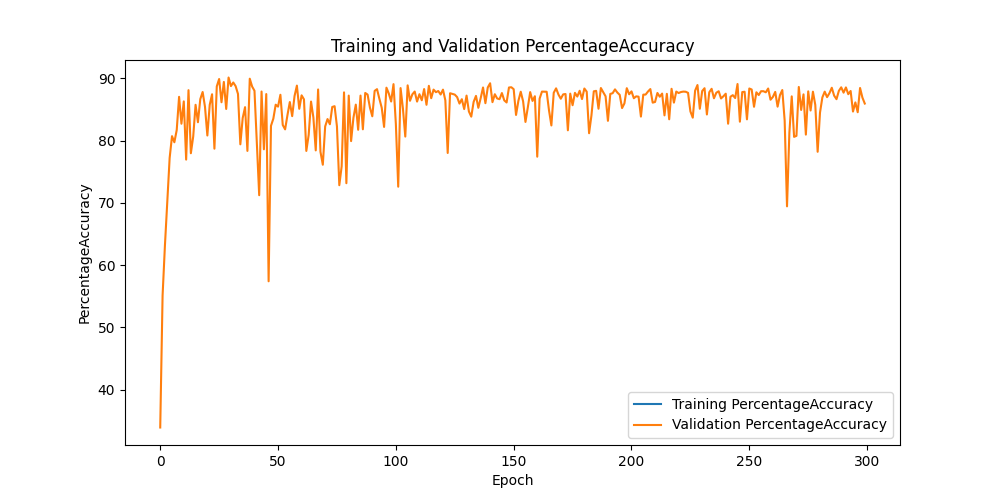 Training and Validation PercentageAccuracy
PercentageAccuracy
90
80
70
60
50
40
Training PercentageAccuracy
Validation PercentageAccuracy
0 50 100 150 200 250 300
Epoch